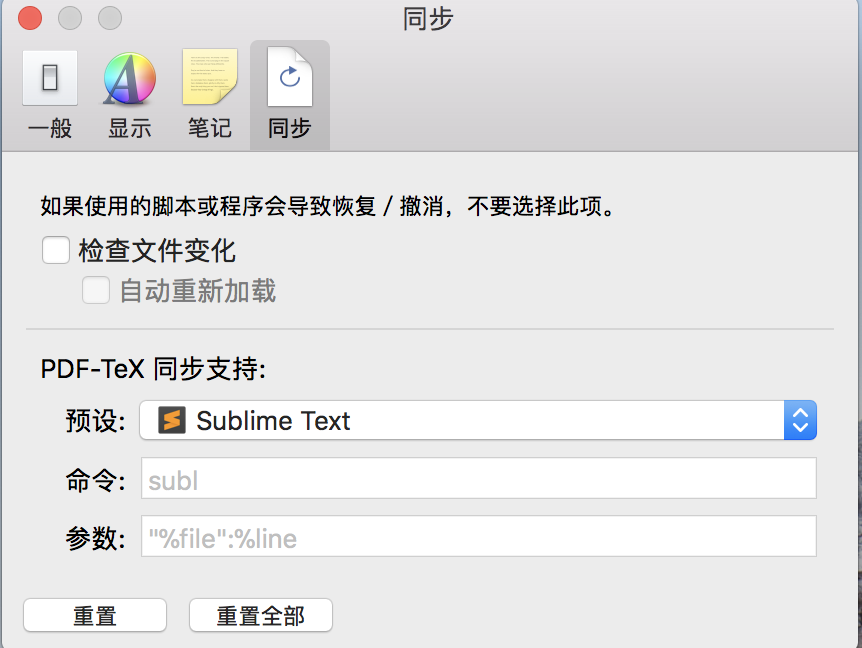 同步
一般 显示 笔记 同步
如果使用的脚本或程序会导致恢复 / 撤消，不要选择此项。
检查文件变化
自动重新加载
PDF-TeX 同步支持:
预设: Sublime Text
命令: subl
参数: "%file":%line
重置 重置全部